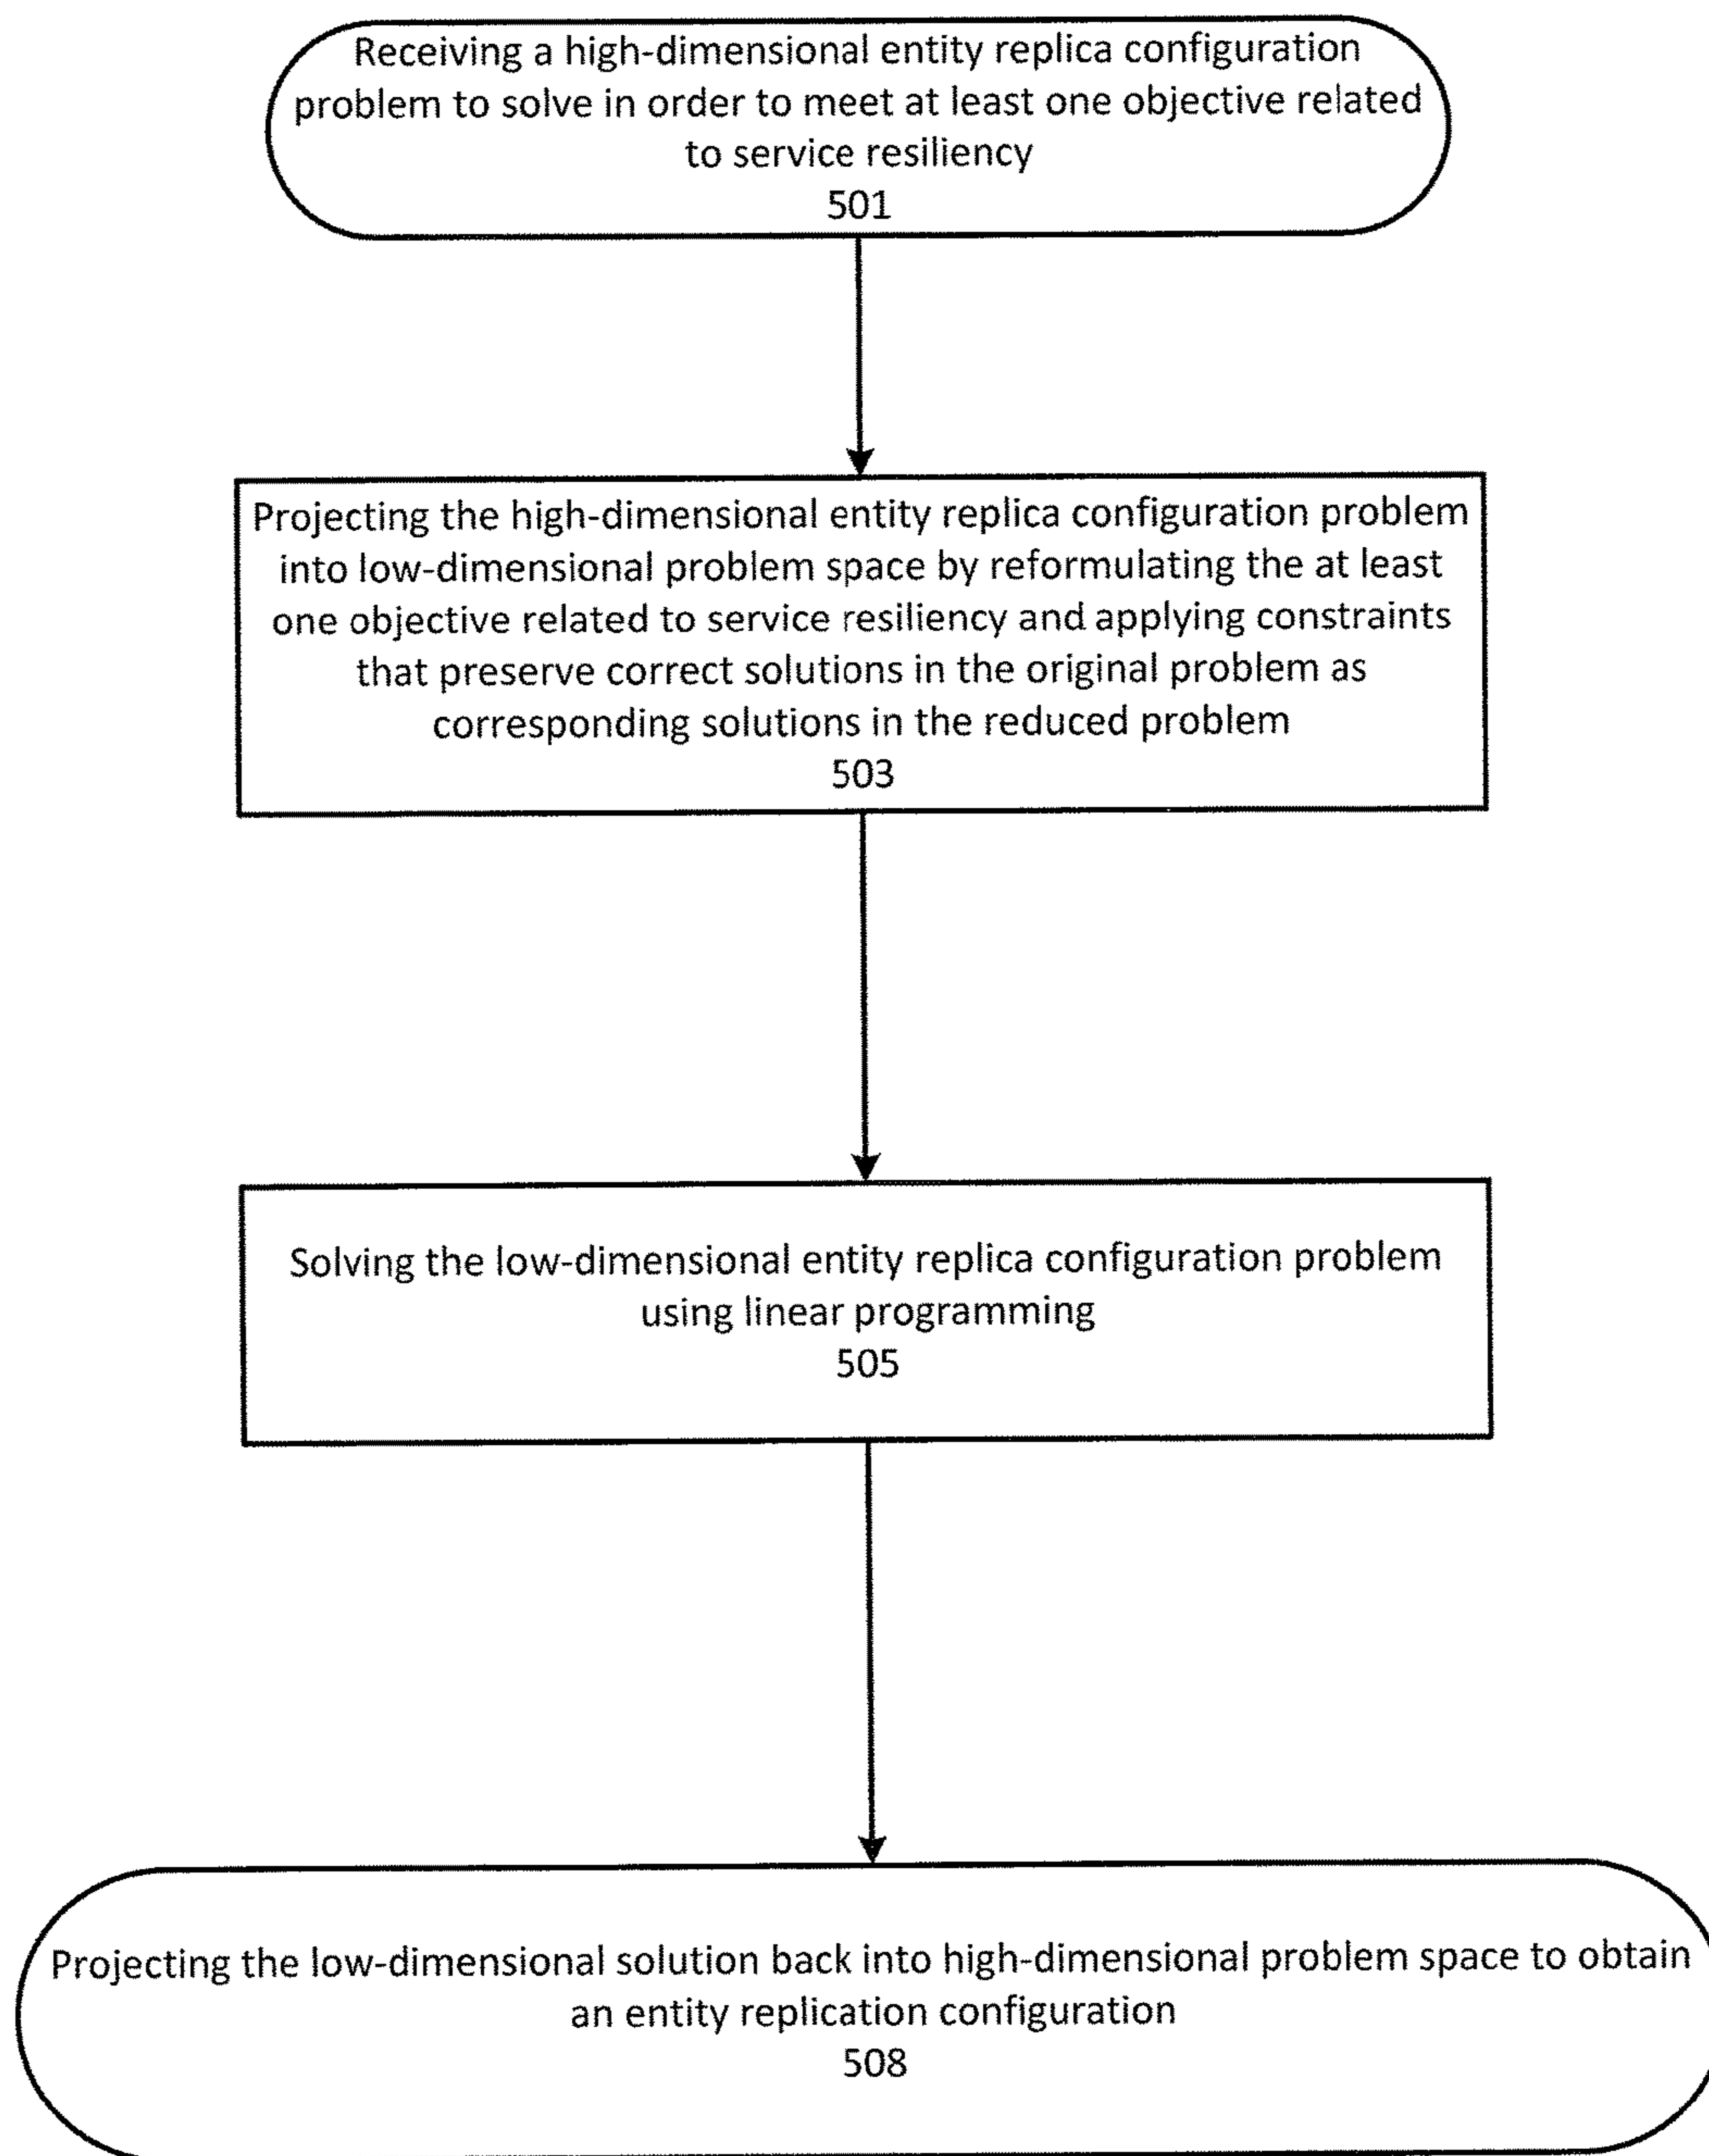 Receiving a high-dimensional entity replica configuration
problem to solve in order to meet at least one objective related
to service resiliency
501
Projecting the high-dimensional entity replica configuration problem
into low-dimensional problem space by reformulating the at least
one objective related to service resiliency and applying constraints
that preserve correct solutions in the original problem as
corresponding solutions in the reduced problem
503
Solving the low-dimensional entity replica configuration problem
using linear programming
505
Projecting the low-dimensional solution back into high-dimensional problem space to obtain
an entity replication configuration
508